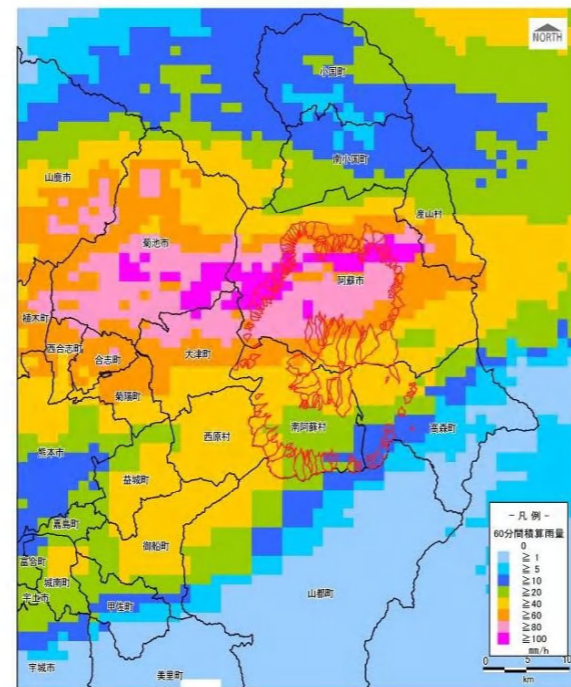 NORTH
小国町
南小国町
山鹿市
産山村
菊池市
阿蘇市
植木町
西合志町
合志町
大津町
菊陽町
南阿蘇村
高森町
西原村
熊本市
益城町
嘉島町
御船町
富合町
城南町
宇土市
甲佐町
山都町
宇城市
美里町
- 凡 例 -
60分間積算雨量
0
≧ 1
≧ 5
≧ 10
≧ 20
≧ 40
≧ 60
≧ 80
≧ 100
mm/h
0 5 10
km